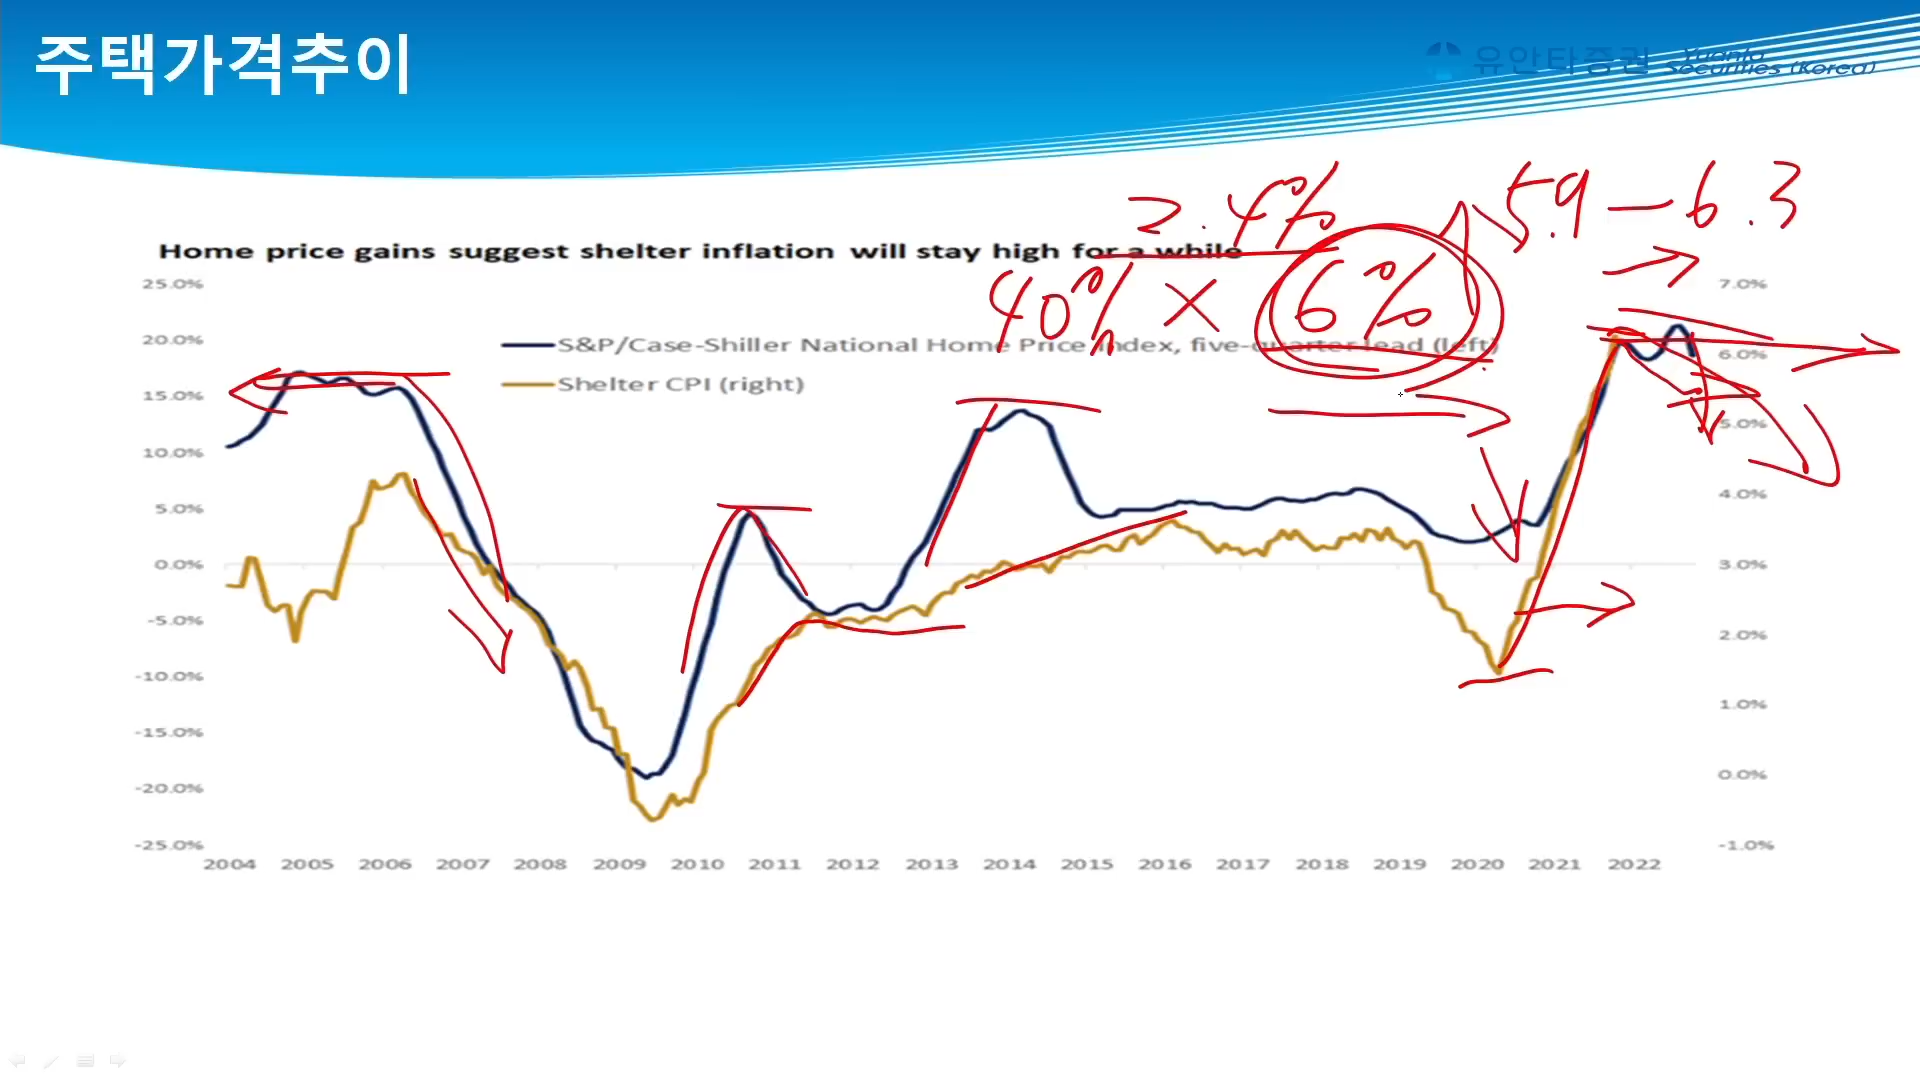 주택가격추이
유안타증권 Yuanta Securities (Korea)
2.4%
5.9 - 6.3
Home price gains suggest shelter inflation will stay high for a while
40% × 6%
S&P/Case-Shiller National Home Price Index, five-quarter lead (left)
Shelter CPI (right)
25.0%
20.0%
15.0%
10.0%
5.0%
0.0%
-5.0%
-10.0%
-15.0%
-20.0%
-25.0%
7.0%
6.0%
5.0%
4.0%
3.0%
2.0%
1.0%
0.0%
-1.0%
2004 2005 2006 2007 2008 2009 2010 2011 2012 2013 2014 2015 2016 2017 2018 2019 2020 2021 2022